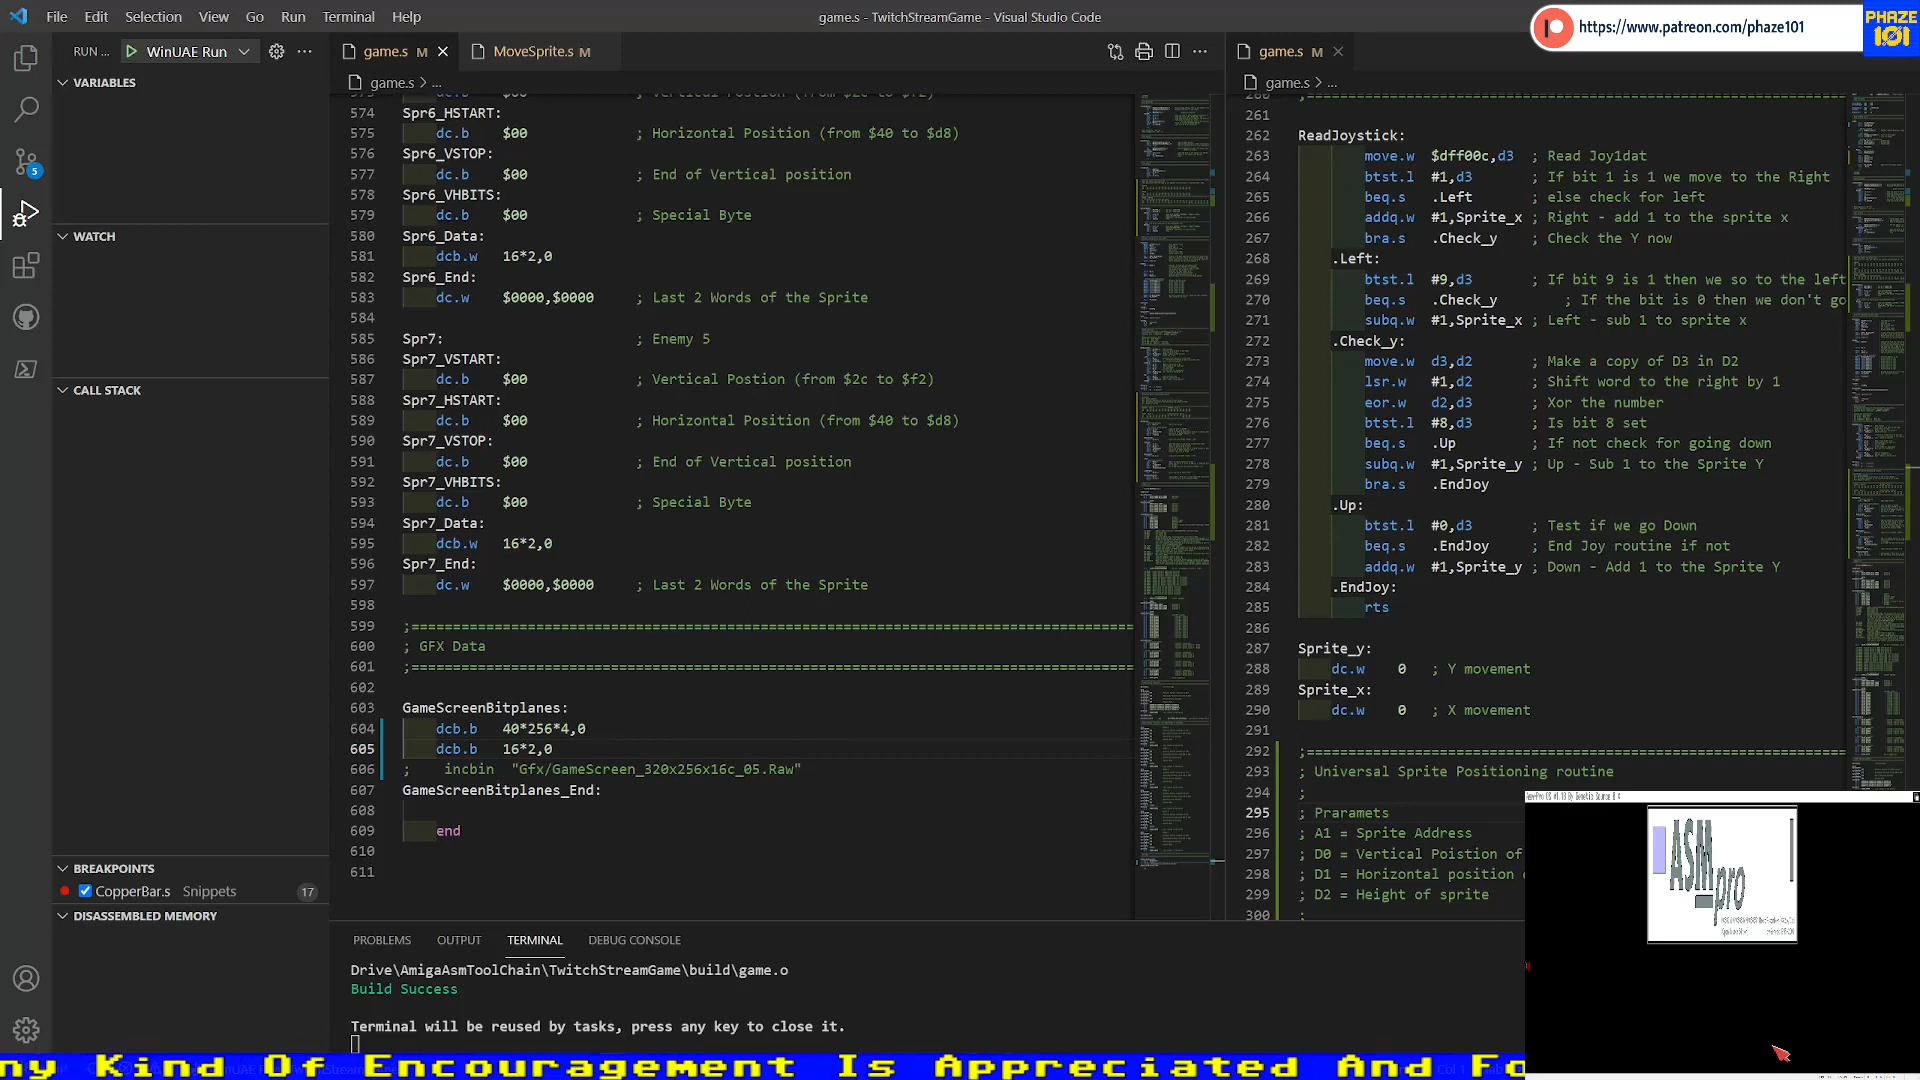 File Edit Selection View Go Run Terminal Help
game.s - TwitchStreamGame - Visual Studio Code
https://www.patreon.com/phaze101
PHAZE
101
RUN ... WinUAE Run
game.s M
MoveSprite.s M
game.s M
VARIABLES
WATCH
CALL STACK
BREAKPOINTS
CopperBar.s Snippets 17
DISASSEMBLED MEMORY
5
game.s > ...
574 Spr6_HSTART:
575 dc.b $00 ; Horizontal Position (from $40 to $d8)
576 Spr6_VSTOP:
577 dc.b $00 ; End of Vertical position
578 Spr6_VHBITS:
579 dc.b $00 ; Special Byte
580 Spr6_Data:
581 dcb.w 16*2,0
582 Spr6_End:
583 dc.w $0000,$0000 ; Last 2 Words of the Sprite
584
585 Spr7: ; Enemy 5
586 Spr7_VSTART:
587 dc.b $00 ; Vertical Postion (from $2c to $f2)
588 Spr7_HSTART:
589 dc.b $00 ; Horizontal Position (from $40 to $d8)
590 Spr7_VSTOP:
591 dc.b $00 ; End of Vertical position
592 Spr7_VHBITS:
593 dc.b $00 ; Special Byte
594 Spr7_Data:
595 dcb.w 16*2,0
596 Spr7_End:
597 dc.w $0000,$0000 ; Last 2 Words of the Sprite
598
599 ;========================================
600 ; GFX Data
601 ;========================================
602
603 GameScreenBitplanes:
604 dcb.b 40*256*4,0
605 dcb.b 16*2,0
606 ; incbin "Gfx/GameScreen_320x256x16c_05.Raw"
607 GameScreenBitplanes_End:
608
609 end
610
611
game.s > ...
261
262 ReadJoystick:
263 move.w $dff00c,d3 ; Read Joy1dat
264 btst.l #1,d3 ; If bit 1 is 1 we move to the Right
265 beq.s .Left ; else check for left
266 addq.w #1,Sprite_x ; Right - add 1 to the sprite x
267 bra.s .Check_y ; Check the Y now
268 .Left:
269 btst.l #9,d3 ; If bit 9 is 1 then we so to the left
270 beq.s .Check_y ; If the bit is 0 then we don't go
271 subq.w #1,Sprite_x ; Left - sub 1 to sprite x
272 .Check_y:
273 move.w d3,d2 ; Make a copy of D3 in D2
274 lsr.w #1,d2 ; Shift word to the right by 1
275 eor.w d2,d3 ; Xor the number
276 btst.l #8,d3 ; Is bit 8 set
277 beq.s .Up ; If not check for going down
278 subq.w #1,Sprite_y ; Up - Sub 1 to the Sprite Y
279 bra.s .EndJoy
280 .Up:
281 btst.l #0,d3 ; Test if we go Down
282 beq.s .EndJoy ; End Joy routine if not
283 addq.w #1,Sprite_y ; Down - Add 1 to the Sprite Y
284 .EndJoy:
285 rts
286
287 Sprite_y:
288 dc.w 0 ; Y movement
289 Sprite_x:
290 dc.w 0 ; X movement
291
292 ;========================================
293 ; Universal Sprite Positioning routine
294 ;
295 ; Praramets
296 ; A1 = Sprite Address
297 ; D0 = Vertical Poistion of
298 ; D1 = Horizontal position
299 ; D2 = Height of sprite
300 ;
ASM
pro
PROBLEMS OUTPUT TERMINAL DEBUG CONSOLE
Drive\AmigaAsmToolChain\TwitchStreamGame\build\game.o
Build Success
Terminal will be reused by tasks, press any key to close it.
ny Kind Of Encouragement Is Appreciated And Fo